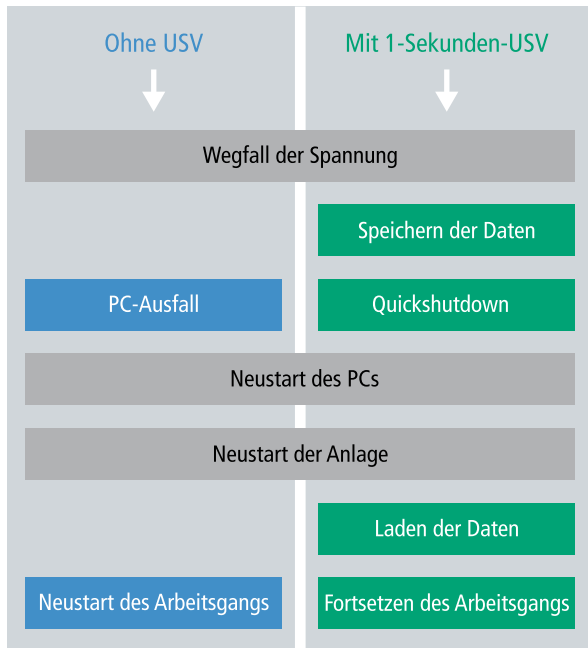 Ohne USV
Mit 1-Sekunden-USV
Wegfall der Spannung
Speichern der Daten
PC-Ausfall
Quickshutdown
Neustart des PCs
Neustart der Anlage
Laden der Daten
Neustart des Arbeitsgangs
Fortsetzen des Arbeitsgangs